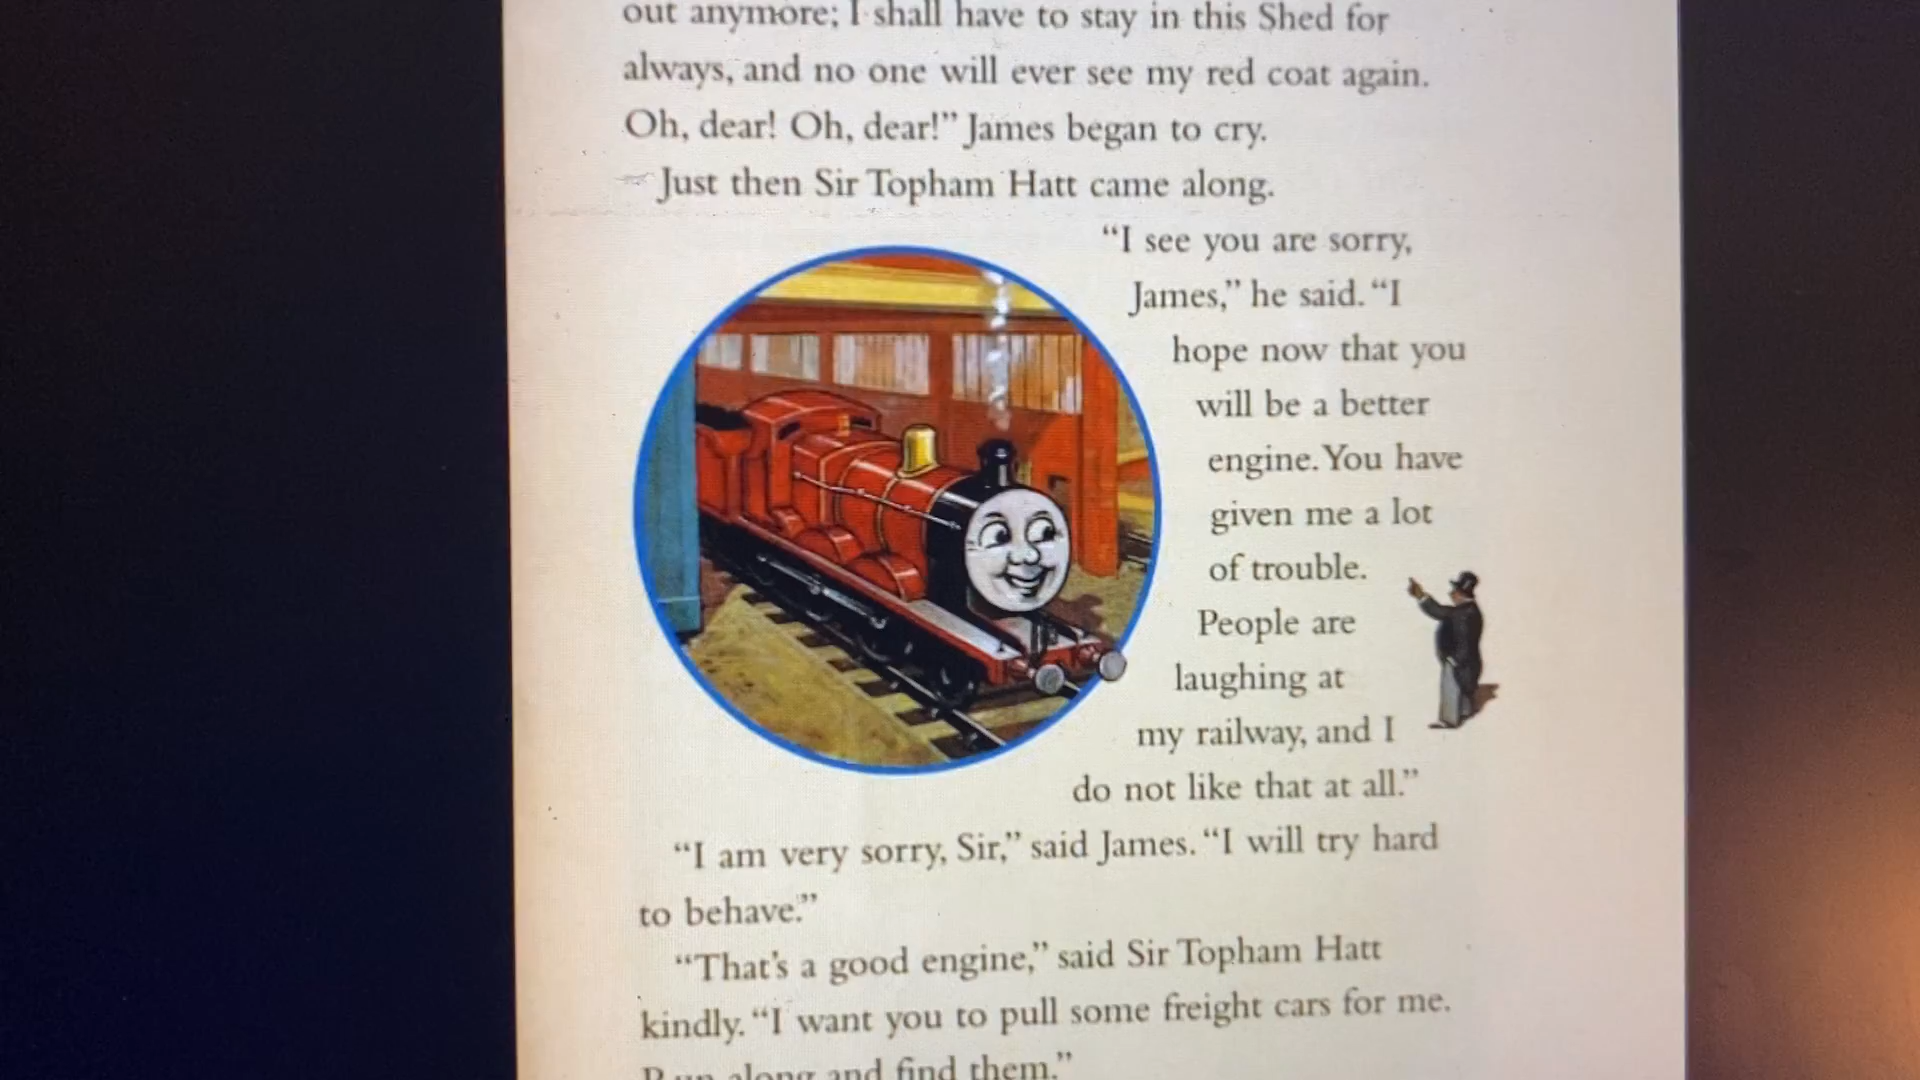 out anymore; I shall have to stay in this Shed for
always, and no one will ever see my red coat again.
Oh, dear! Oh, dear!” James began to cry.
Just then Sir Topham Hatt came along.
“I see you are sorry,
James,” he said. “I
hope now that you
will be a better
engine. You have
given me a lot
of trouble.
People are
laughing at
my railway, and I
do not like that at all.”
“I am very sorry, Sir,” said James. “I will try hard
to behave.”
“That’s a good engine,” said Sir Topham Hatt
kindly. “I want you to pull some freight cars for me.
Run along and find them.”